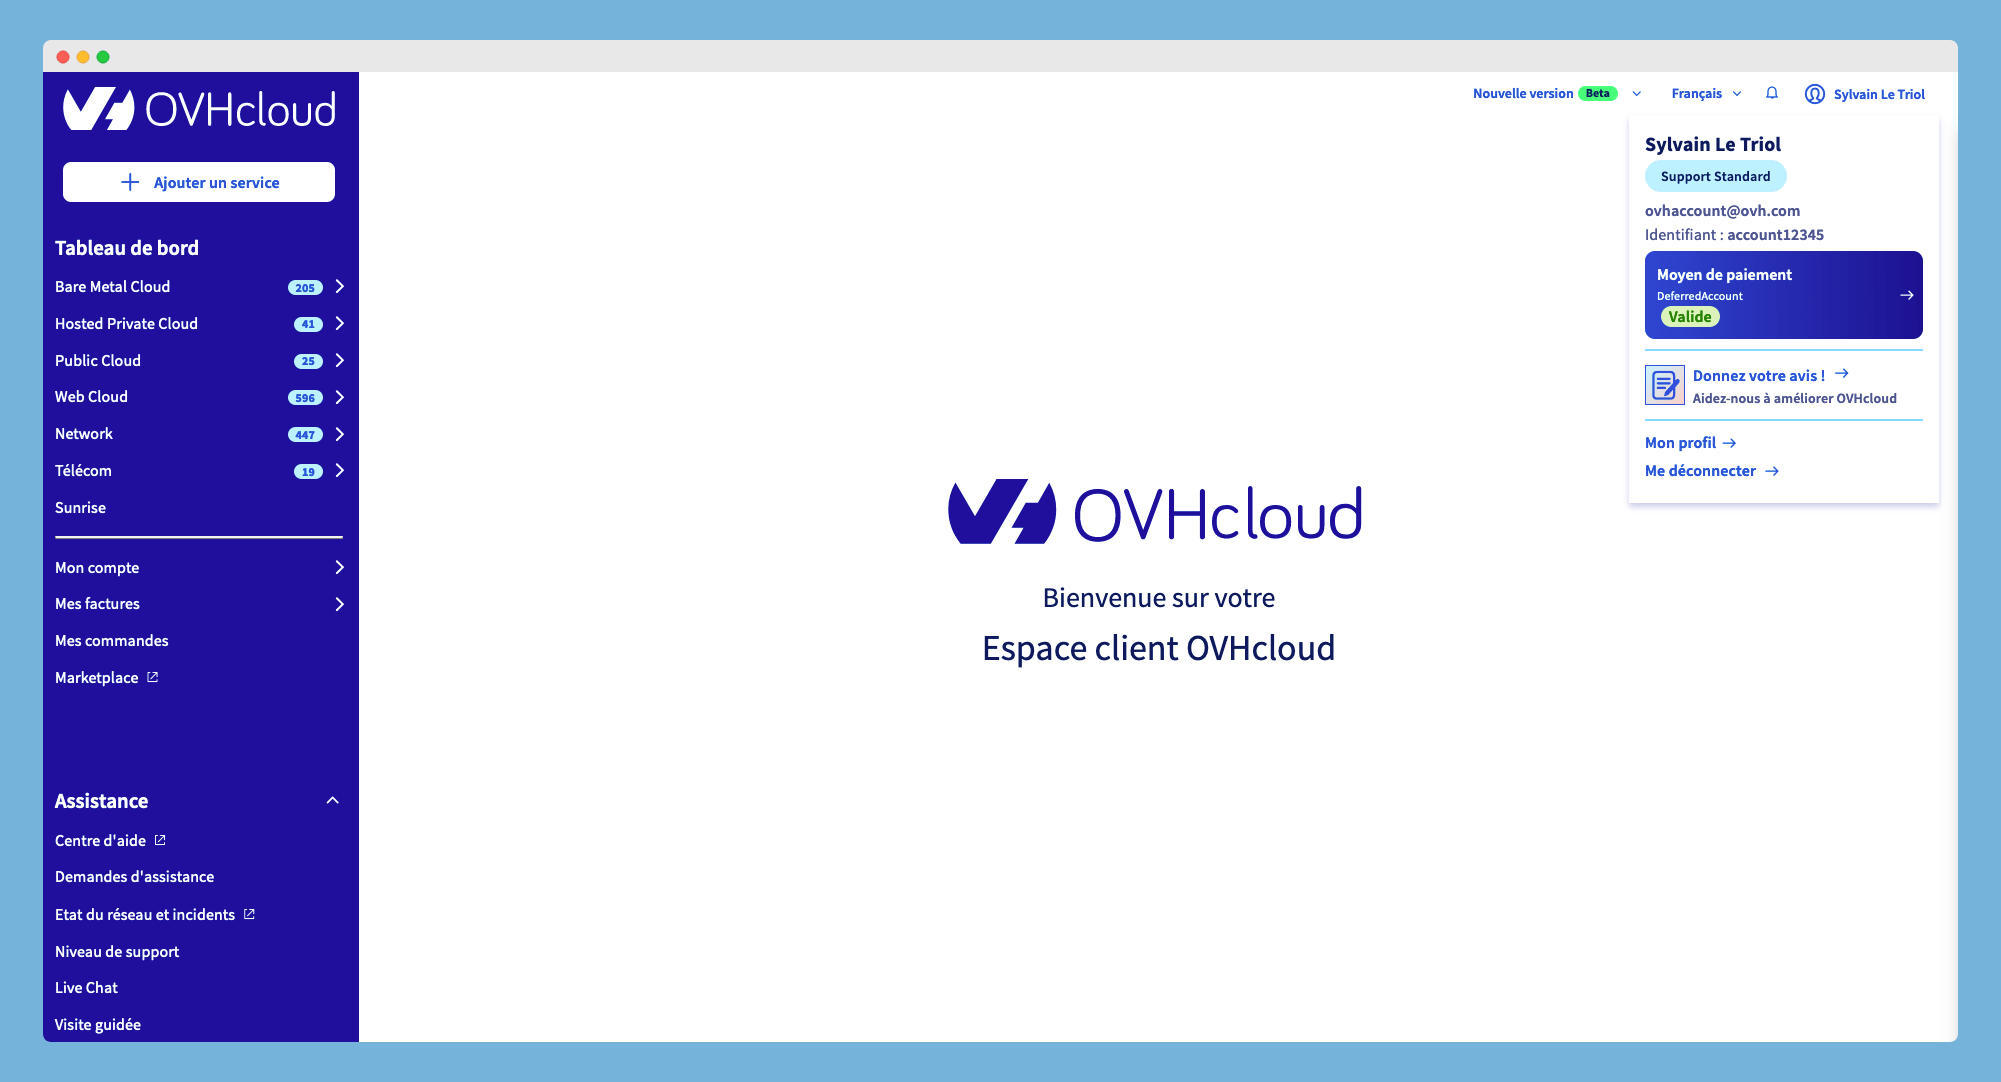 OVHcloud
Ajouter un service
Tableau de bord
Bare Metal Cloud 205
Hosted Private Cloud 41
Public Cloud 25
Web Cloud 596
Network 447
Télécom 19
Sunrise
Mon compte
Mes factures
Mes commandes
Marketplace
Assistance
Centre d'aide
Demandes d'assistance
Etat du réseau et incidents
Niveau de support
Live Chat
Visite guidée
Nouvelle version Beta Français Sylvain Le Triol
Sylvain Le Triol
Support Standard
ovhaccount@ovh.com
Identifiant : account12345
Moyen de paiement
DeferredAccount
Valide
Donnez votre avis !
Aidez-nous à améliorer OVHcloud
Mon profil
Me déconnecter
OVHcloud
Bienvenue sur votre
Espace client OVHcloud